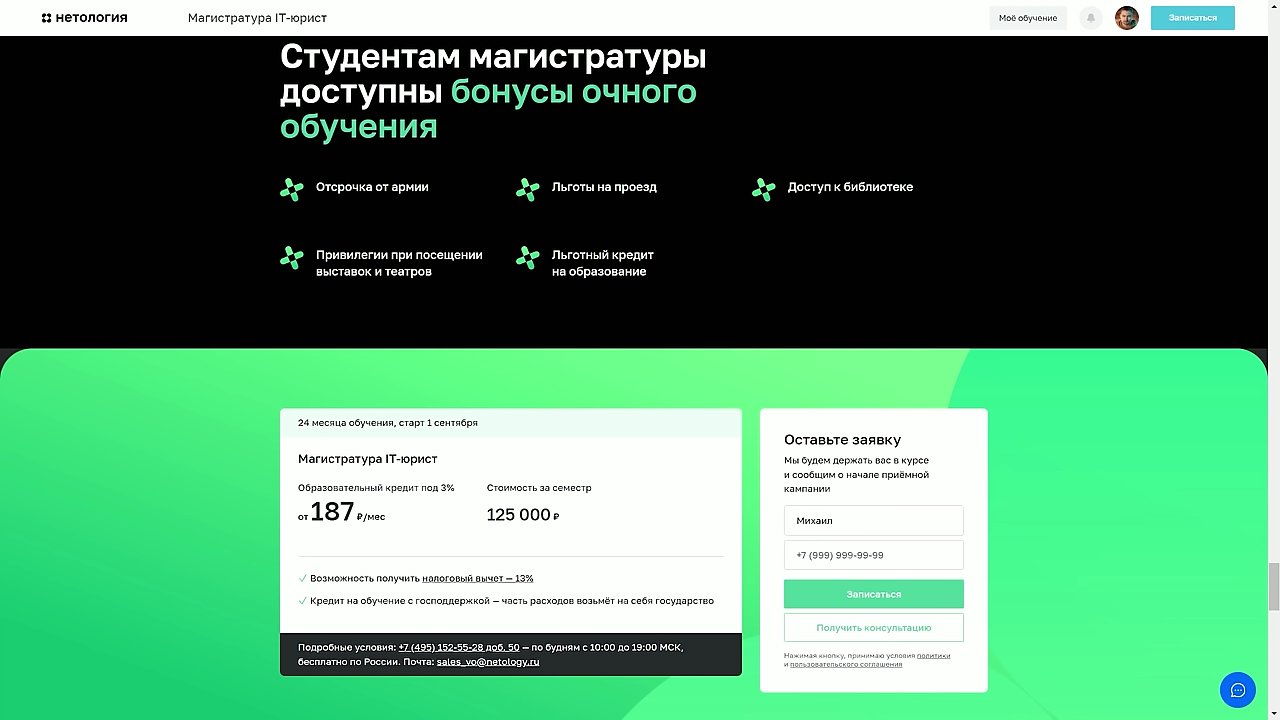 нетология
Магистратура IT-юрист
Моё обучение
Записаться
Студентам магистратуры
доступны бонусы очного
обучения
Отсрочка от армии
Льготы на проезд
Доступ к библиотеке
Привилегии при посещении
выставок и театров
Льготный кредит
на образование
24 месяца обучения, старт 1 сентября
Магистратура IT-юрист
Образовательный кредит под 3%
от 187 ₽/мес
Стоимость за семестр
125 000 ₽
Возможность получить налоговый вычет — 13%
Кредит на обучение с господдержкой — часть расходов возьмёт на себя государство
Подробные условия: +7 (495) 152-55-28 доб. 50 — по будням с 10:00 до 19:00 МСК,
бесплатно по России. Почта: sales_vo@netology.ru
Оставьте заявку
Мы будем держать вас в курсе
и сообщим о начале приёмной
кампании
Михаил
+7 (999) 999-99-99
Записаться
Получить консультацию
Нажимая кнопку, принимаю условия политики
и пользовательского соглашения